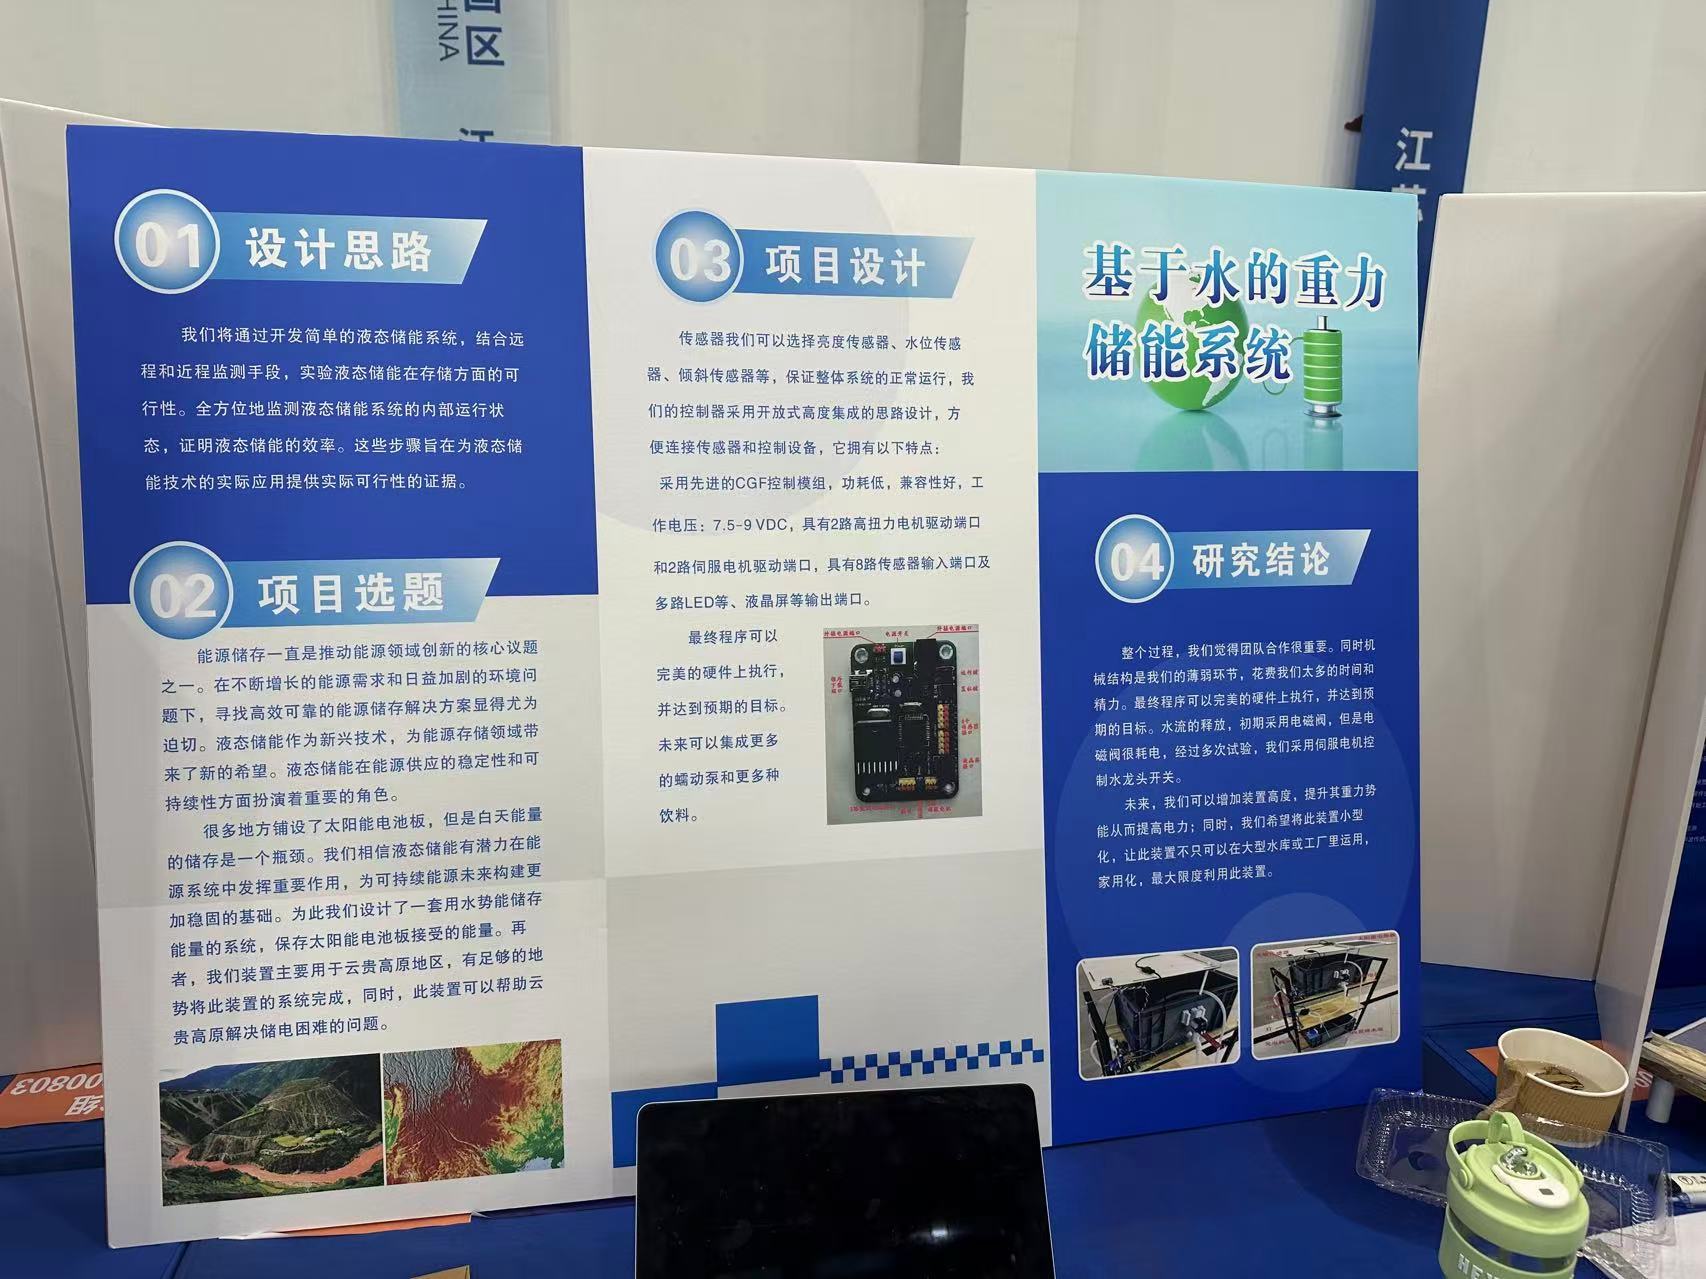 区
CHINA
江
江
01 设计思路
我们将通过开发简单的液态储能系统，结合远
程和近程监测手段，实验液态储能在存储方面的可
行性。全方位地监测液态储能系统的内部运行状
态，证明液态储能的效率。这些步骤旨在为液态储
能技术的实际应用提供实际可行性的证据。
02 项目选题
能源储存一直是推动能源领域创新的核心议题
之一。在不断增长的能源需求和日益加剧的环境问
题下，寻找高效可靠的能源储存解决方案显得尤为
迫切。液态储能作为新兴技术，为能源存储领域带
来了新的希望。液态储能在能源供应的稳定性和可
持续性方面扮演着重要的角色。
很多地方铺设了太阳能电池板，但是白天能量
的储存是一个瓶颈。我们相信液态储能有潜力在能
源系统中发挥重要作用，为可持续能源未来构建更
加稳固的基础。为此我们设计了一套用水势能储存
能量的系统，保存太阳能电池板接受的能量。再
者，我们装置主要用于云贵高原地区，有足够的地
势将此装置的系统完成，同时，此装置可以帮助云
贵高原解决储电困难的问题。
03 项目设计
传感器我们可以选择亮度传感器、水位传感
器、倾斜传感器等，保证整体系统的正常运行，我
们的控制器采用开放式高度集成的思路设计，方
便连接传感器和控制设备，它拥有以下特点：
采用先进的CGF控制模组，功耗低，兼容性好，工
作电压：7.5-9 VDC，具有2路高扭力电机驱动端口
和2路伺服电机驱动端口，具有8路传感器输入端口及
多路LED等、液晶屏等输出端口。
最终程序可以
完美的硬件上执行，
并达到预期的目标。
未来可以集成更多
的蠕动泵和更多种
饮料。
外接电源端口
电源开关
外接电源端口
基于水的重力
储能系统
04 研究结论
整个过程，我们觉得团队合作很重要。同时机
械结构是我们的薄弱环节，花费我们太多的时间和
精力。最终程序可以完美的硬件上执行，并达到预
期的目标。水流的释放，初期采用电磁阀，但是电
磁阀很耗电，经过多次试验，我们采用伺服电机控
制水龙头开关。
未来，我们可以增加装置高度，提升其重力势
能从而提高电力；同时，我们希望将此装置小型
化，让此装置不只可以在大型水库或工厂里运用，
家用化，最大限度利用此装置。
00803
组